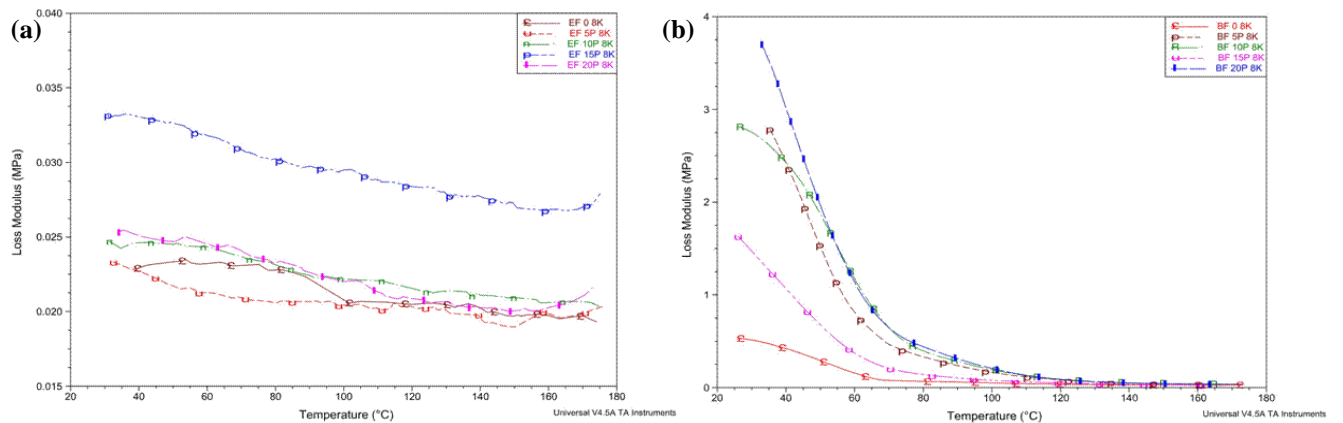 (a)
0.040
0.035
0.030
0.025
0.020
0.015
Loss Modulus (MPa)
EF 0 8K
EF 5P 8K
EF 10P 8K
EF 15P 8K
EF 20P 8K
20 40 60 80 100 120 140 160 180
Temperature (°C)
Universal V4.5A TA Instruments
(b)
4
3
2
1
0
Loss Modulus (MPa)
BF 0 8K
BF 5P 8K
BF 10P 8K
BF 15P 8K
BF 20P 8K
20 40 60 80 100 120 140 160 180
Temperature (°C)
Universal V4.5A TA Instruments